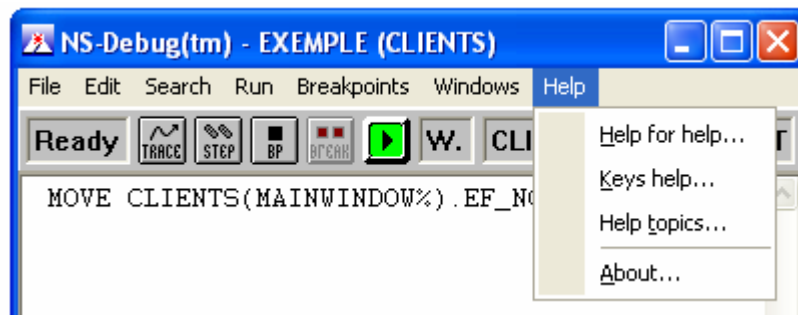 NS-Debug(tm) - EXEMPLE (CLIENTS)
File Edit Search Run Breakpoints Windows Help
Ready TRACE STEP BP BREAK W. CLI T
MOVE CLIENTS(MAINWINDOW%).EF_NO
Help for help...
Keys help...
Help topics...
About...